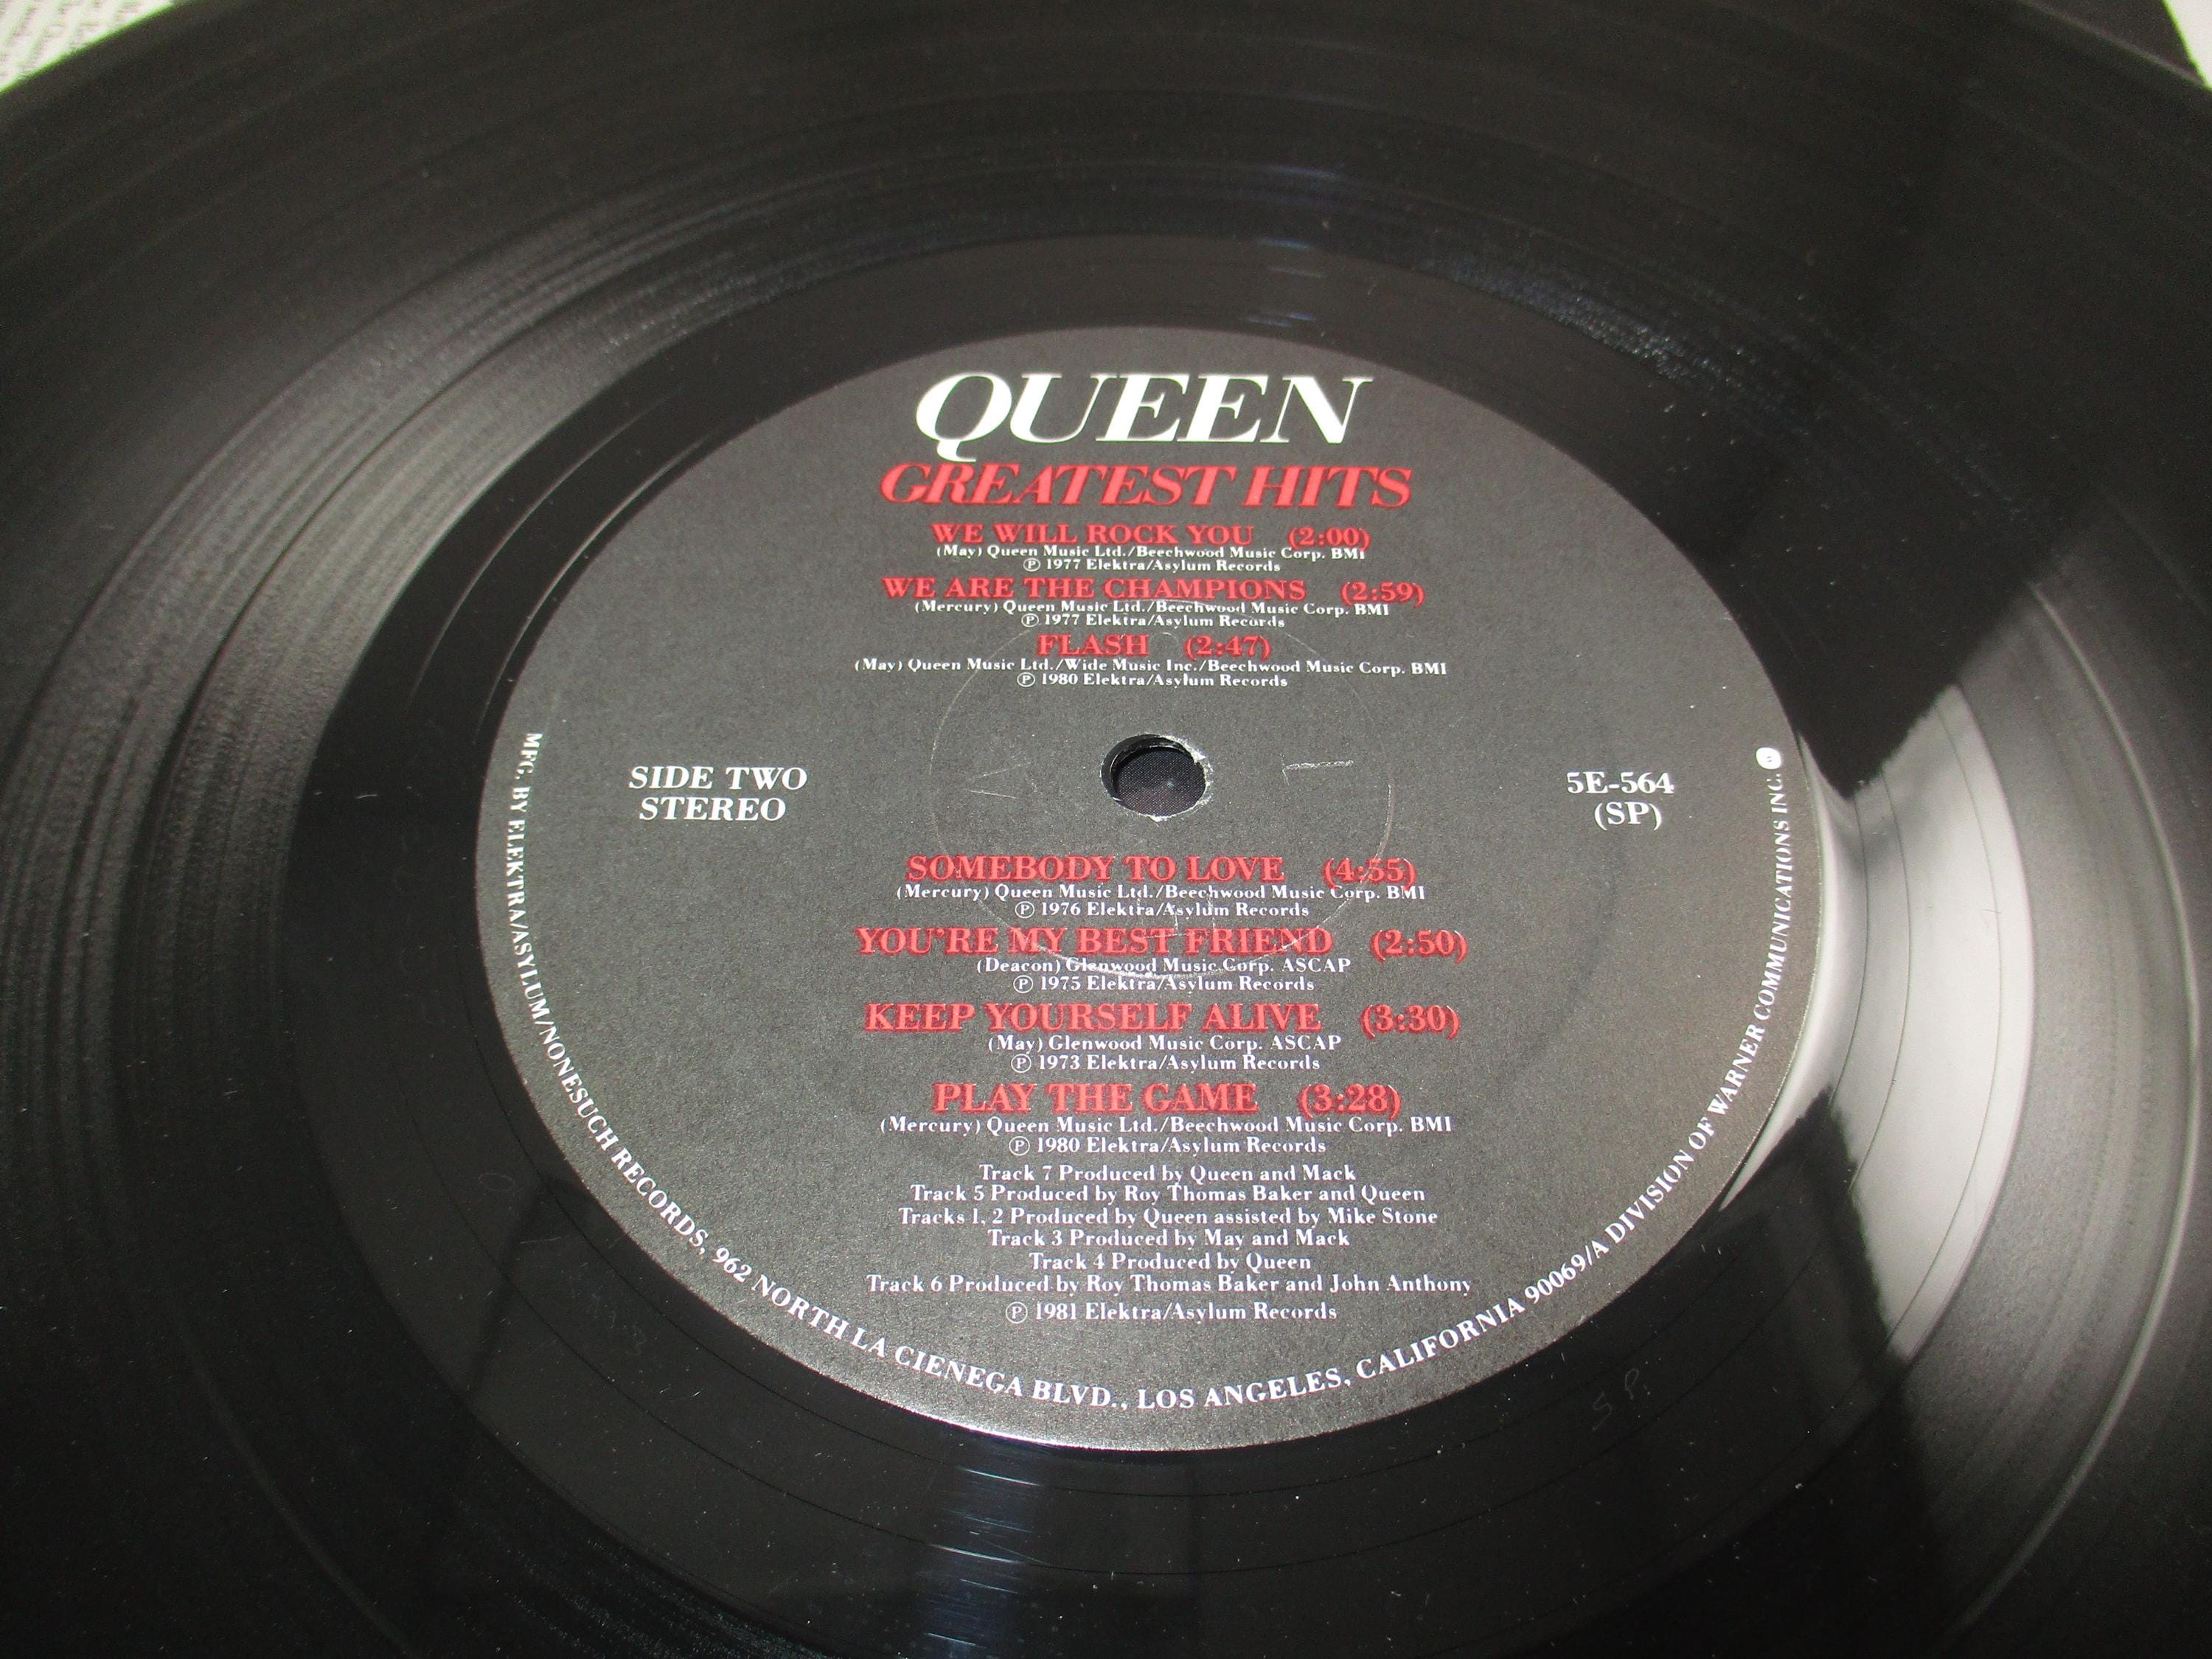 QUEEN
GREATEST HITS
WE WILL ROCK YOU (2:00)
(May) Queen Music Ltd./Beechwood Music Corp. BMI
Ⓟ 1977 Elektra/Asylum Records
WE ARE THE CHAMPIONS (2:59)
(Mercury) Queen Music Ltd./Beechwood Music Corp. BMI
Ⓟ 1977 Elektra/Asylum Records
FLASH (2:47)
(May) Queen Music Ltd./Wide Music Inc./Beechwood Music Corp. BMI
Ⓟ 1980 Elektra/Asylum Records
SIDE TWO
STEREO
5E-564
(SP)
SOMEBODY TO LOVE (4:55)
(Mercury) Queen Music Ltd./Beechwood Music Corp. BMI
Ⓟ 1976 Elektra/Asylum Records
YOU'RE MY BEST FRIEND (2:50)
(Deacon) Glenwood Music Corp. ASCAP
Ⓟ 1975 Elektra/Asylum Records
KEEP YOURSELF ALIVE (3:30)
(May) Glenwood Music Corp. ASCAP
Ⓟ 1973 Elektra/Asylum Records
PLAY THE GAME (3:28)
(Mercury) Queen Music Ltd./Beechwood Music Corp. BMI
Ⓟ 1980 Elektra/Asylum Records
Track 7 Produced by Queen and Mack
Track 5 Produced by Roy Thomas Baker and Queen
Tracks 1, 2 Produced by Queen assisted by Mike Stone
Track 3 Produced by May and Mack
Track 4 Produced by Queen
Track 6 Produced by Roy Thomas Baker and John Anthony
Ⓟ 1981 Elektra/Asylum Records
MFG. BY ELEKTRA/ASYLUM/NONESUCH RECORDS, 962 NORTH LA CIENEGA BLVD., LOS ANGELES, CALIFORNIA 90069/A DIVISION OF WARNER COMMUNICATIONS INC.
S.P.